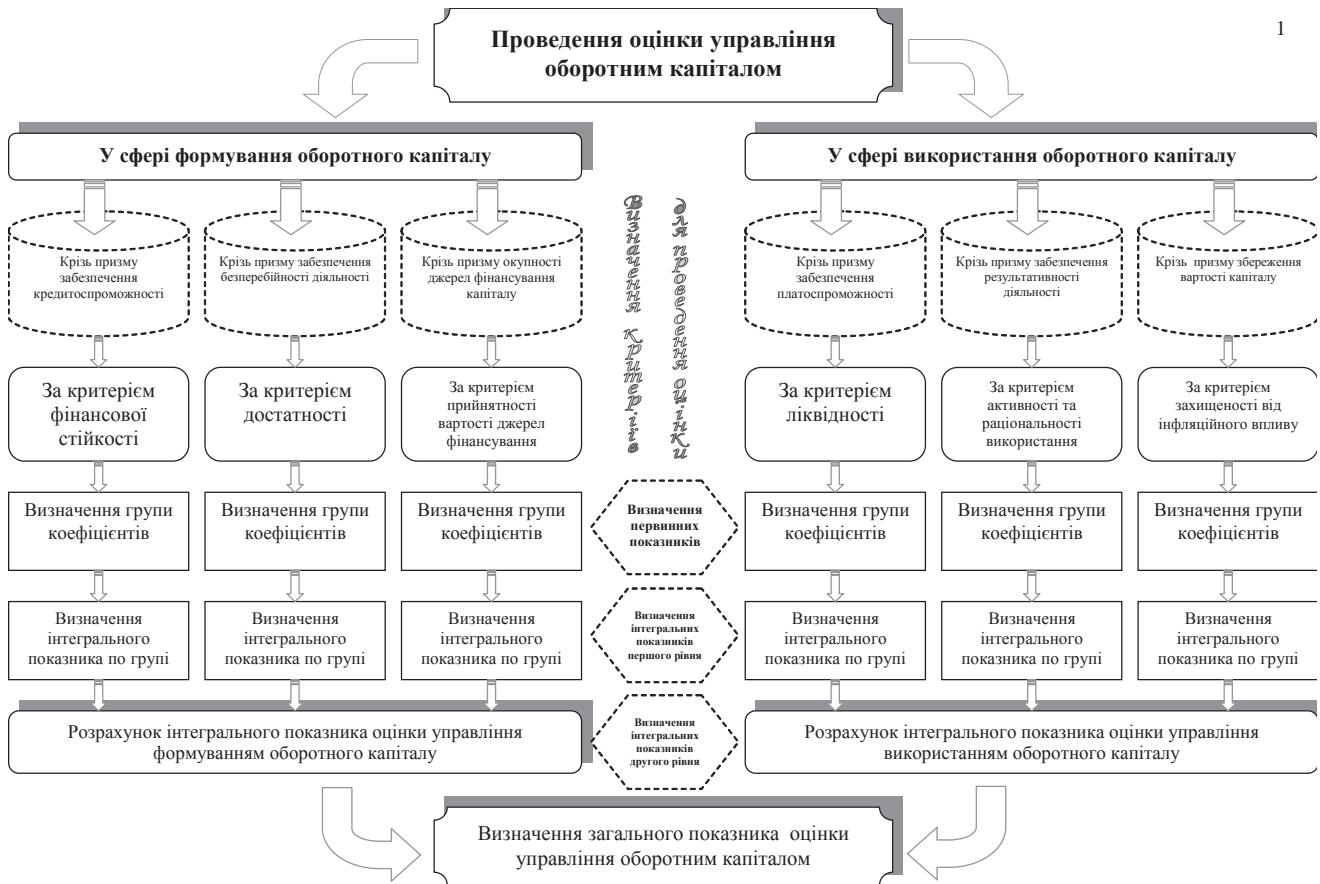 1
Проведення оцінки управління
оборотним капіталом
У сфері формування оборотного капіталу
У сфері використання оборотного капіталу
Крізь призму
забезпечення
кредитоспроможності
Крізь призму забезпечення
безперебійності діяльності
Крізь призму окупності
джерел фінансування
капіталу
Визначення критеріїв
для проведення оцінки
Крізь призму
забезпечення
платоспроможності
Крізь призму забезпечення
результативності
діяльності
Крізь призму збереження
вартості капіталу
За критерієм
фінансової
стійкості
За критерієм
достатності
За критерієм
прийнятності
вартості джерел
фінансування
За критерієм
ліквідності
За критерієм
активності та
раціональності
використання
За критерієм
захищеності від
інфляційного впливу
Визначення групи
коефіцієнтів
Визначення групи
коефіцієнтів
Визначення групи
коефіцієнтів
Визначення
первинних
показників
Визначення групи
коефіцієнтів
Визначення групи
коефіцієнтів
Визначення групи
коефіцієнтів
Визначення
інтегрального
показника по групі
Визначення
інтегрального
показника по групі
Визначення
інтегрального
показника по групі
Визначення
інтегральних
показників
першого рівня
Визначення
інтегрального
показника по групі
Визначення
інтегрального
показника по групі
Визначення
інтегрального
показника по групі
Розрахунок інтегрального показника оцінки управління
формуванням оборотного капіталу
Визначення
інтегральних
показників
другого рівня
Розрахунок інтегрального показника оцінки управління
використанням оборотного капіталу
Визначення загального показника оцінки
управління оборотним капіталом